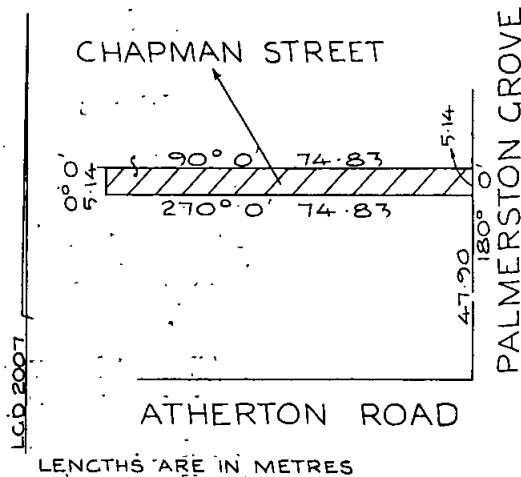 CHAPMAN STREET
PALMERSTON GROVE
5.14
90° 0' 74.83
0° 0'
5.14
270° 0' 74.83
180° 0'
47.90
LCD 2007
ATHERTON ROAD
LENGTHS ARE IN METRES